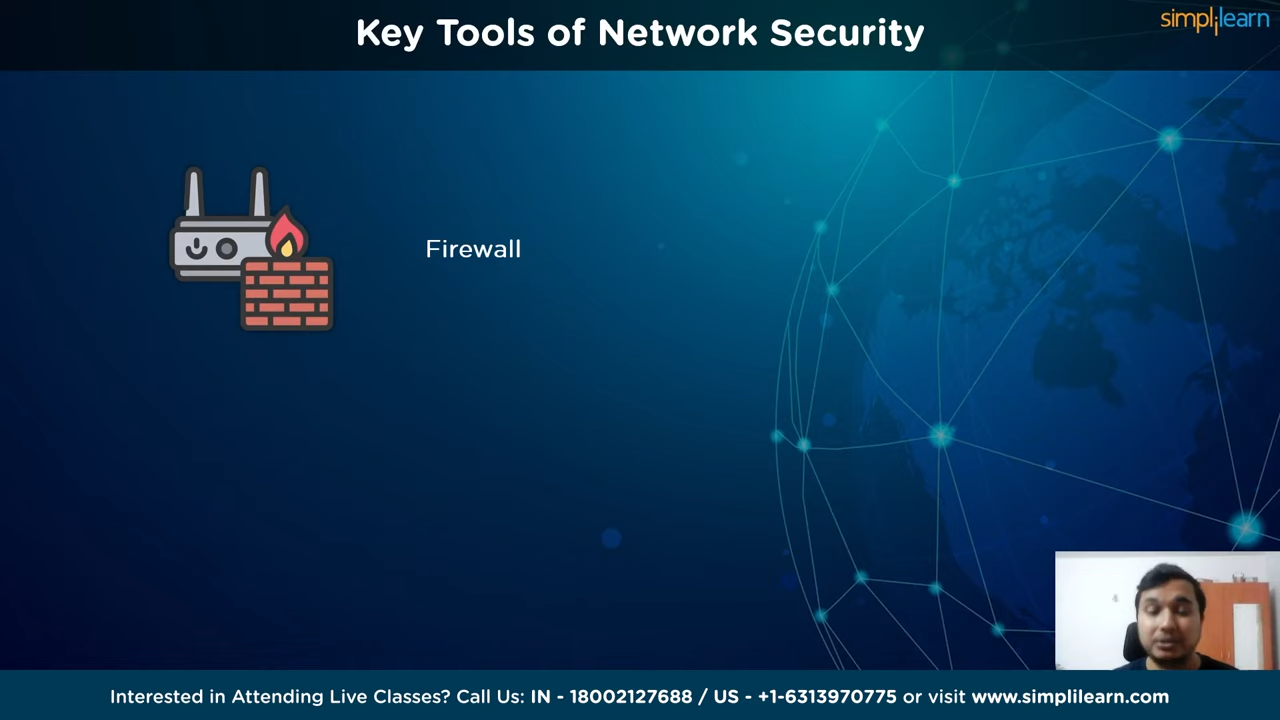 Key Tools of Network Security
simplilearn
Firewall
Interested in Attending Live Classes? Call Us: IN - 18002127688 / US - +1-6313970775 or visit www.simplilearn.com